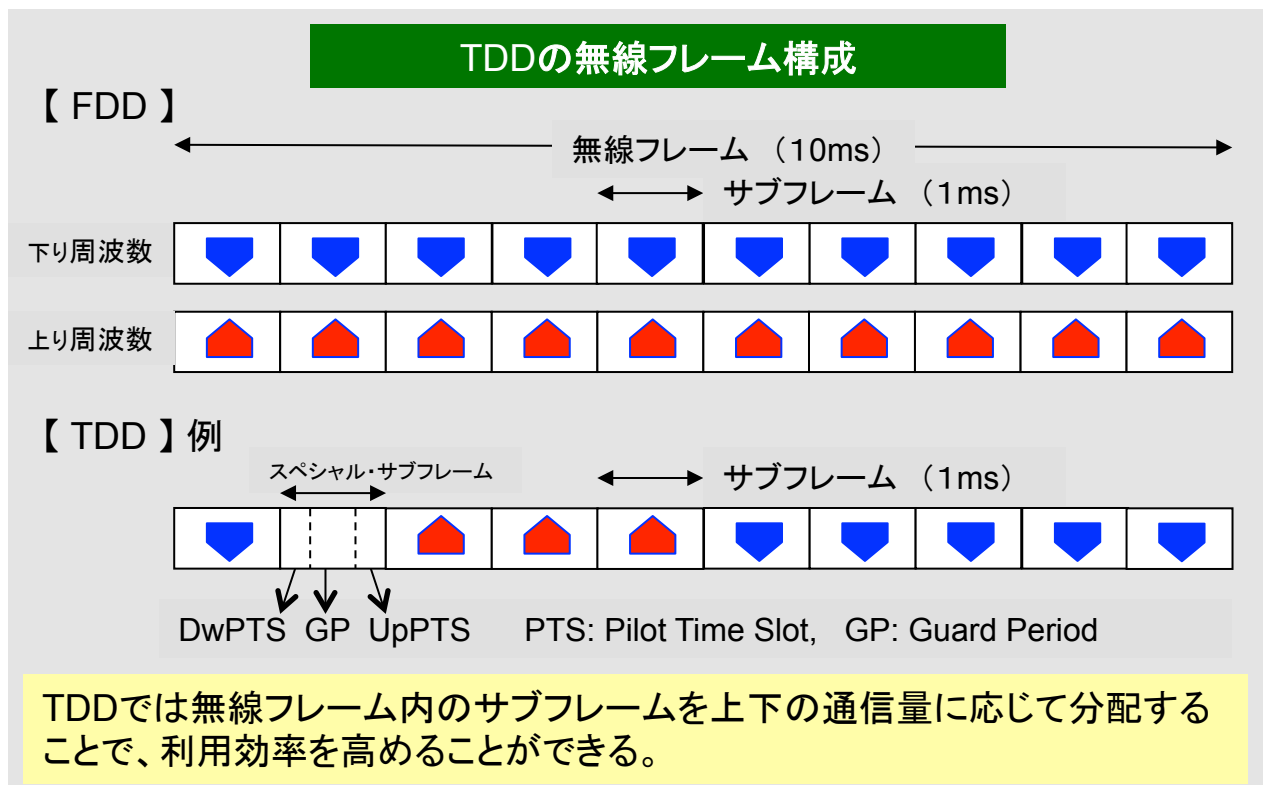 TDDの無線フレーム構成
【 FDD 】
無線フレーム （10ms）
サブフレーム （1ms）
下り周波数
上り周波数
【 TDD 】例
スペシャル・サブフレーム
サブフレーム （1ms）
DwPTS GP UpPTS PTS: Pilot Time Slot, GP: Guard Period
TDDでは無線フレーム内のサブフレームを上下の通信量に応じて分配する
ことで、利用効率を高めることができる。